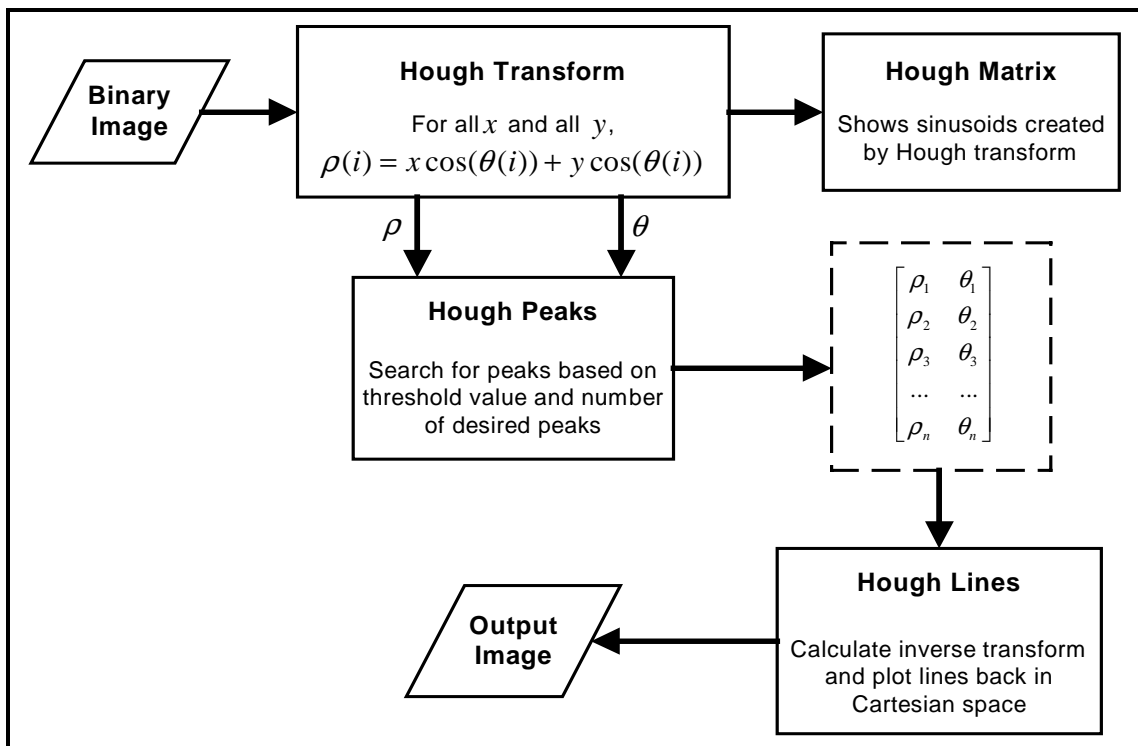 Binary
Image
Hough Transform
For all x and all y,
ρ(i) = x cos(θ(i)) + y cos(θ(i))
Hough Matrix
Shows sinusoids created
by Hough transform
ρ
θ
Hough Peaks
Search for peaks based on
threshold value and number
of desired peaks
ρ₁ θ₁
ρ₂ θ₂
ρ₃ θ₃
... ...
ρₙ θₙ
Hough Lines
Calculate inverse transform
and plot lines back in
Cartesian space
Output
Image